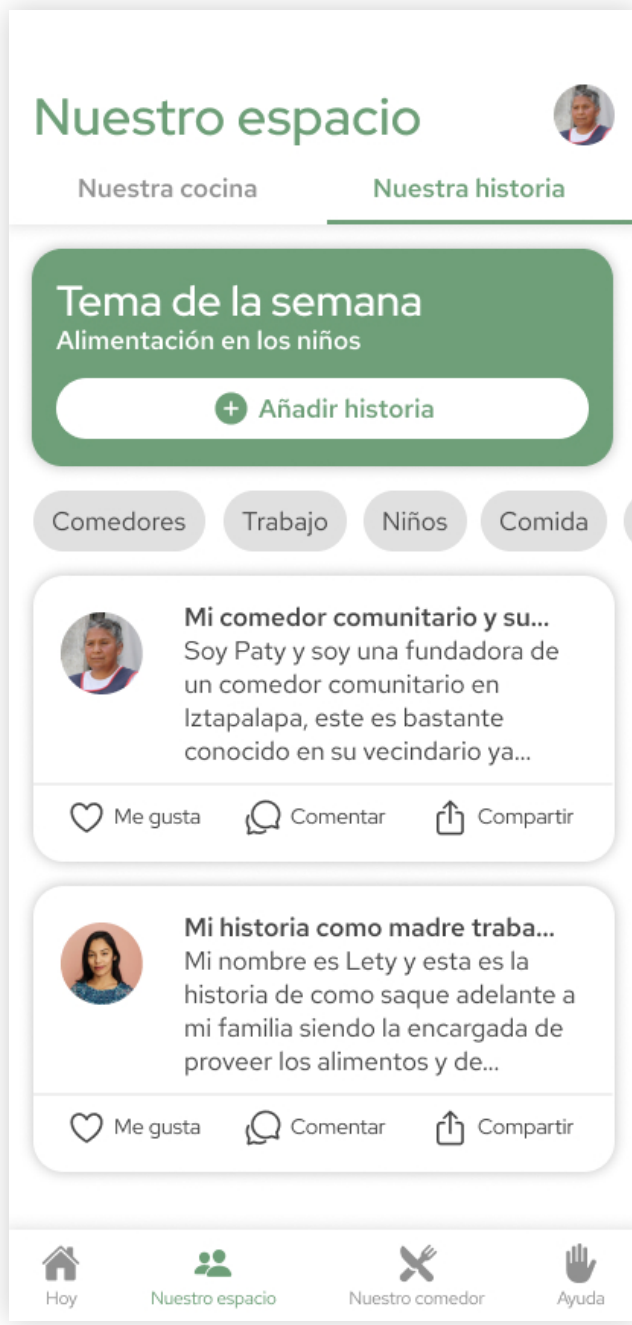 Nuestro espacio
Nuestra cocina
Nuestra historia
Tema de la semana
Alimentación en los niños
Añadir historia
Comedores
Trabajo
Niños
Comida
Mi comedor comunitario y su...
Soy Paty y soy una fundadora de
un comedor comunitario en
Iztapalapa, este es bastante
conocido en su vecindario ya...
Me gusta
Comentar
Compartir
Mi historia como madre traba...
Mi nombre es Lety y esta es la
historia de como saque adelante a
mi familia siendo la encargada de
proveer los alimentos y de...
Me gusta
Comentar
Compartir
Hoy
Nuestro espacio
Nuestro comedor
Ayuda